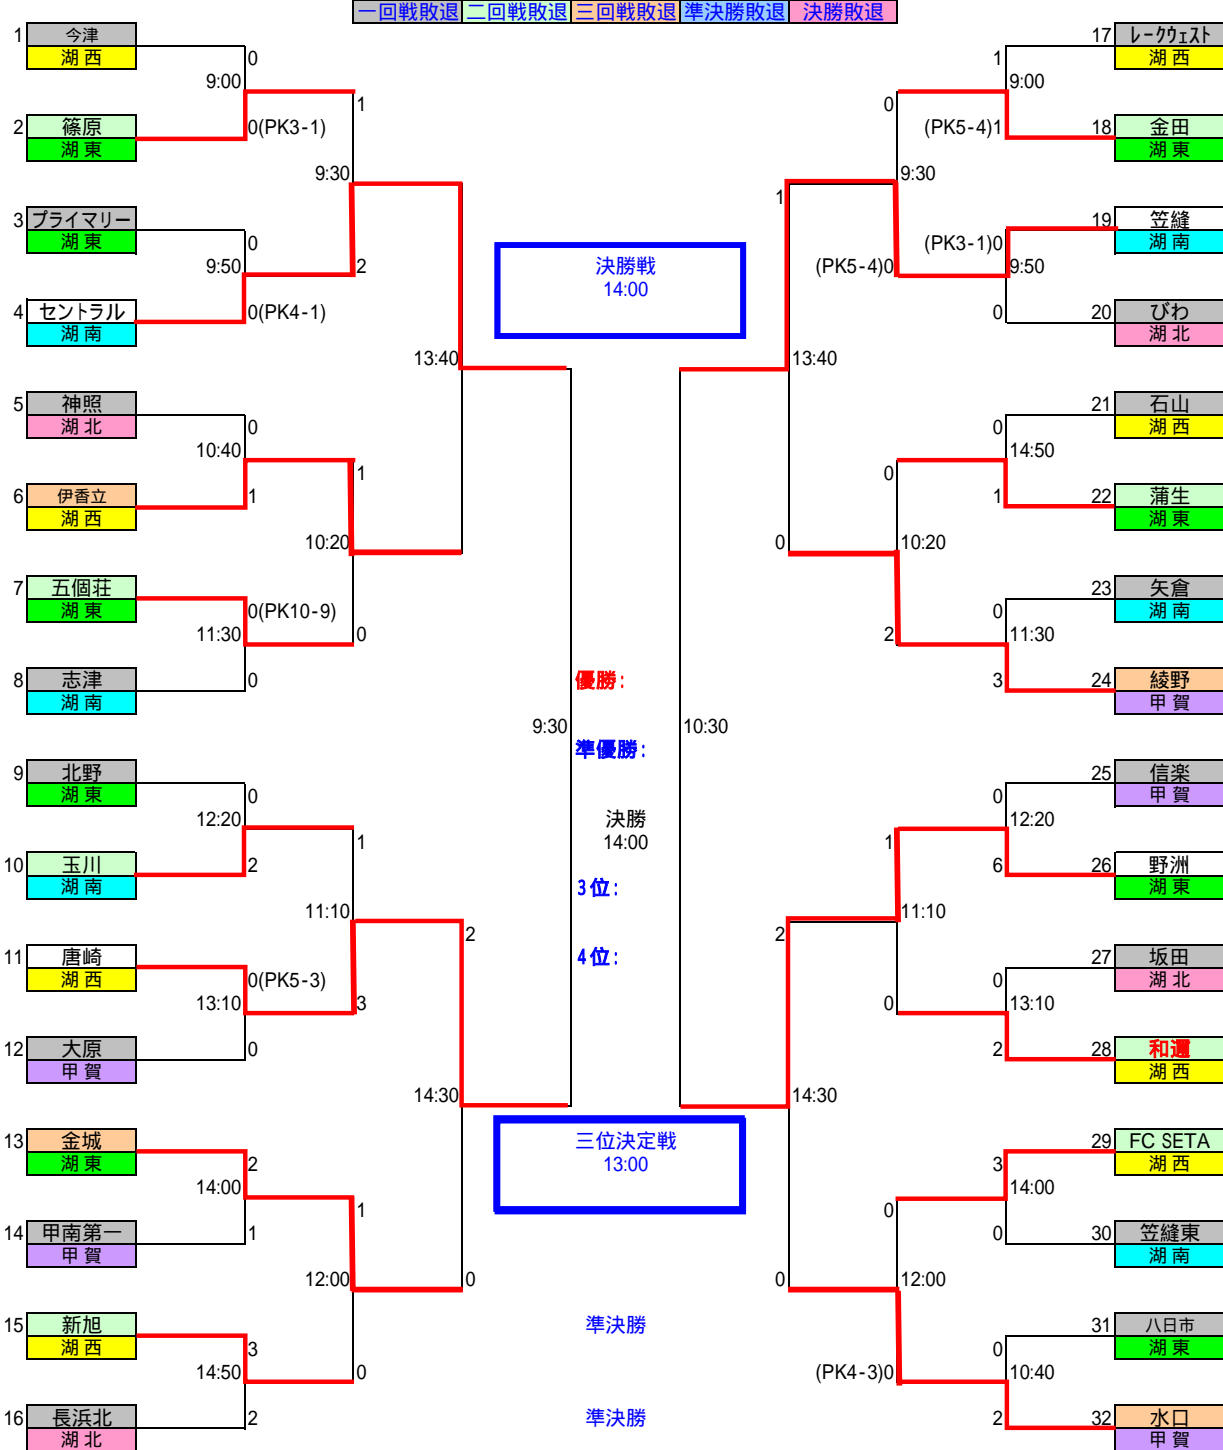 一回戦敗退 二回戦敗退 三回戦敗退 準決勝敗退 決勝敗退
1 今津
湖西
0
9:00
2 篠原
湖東
0(PK3-1)
1
9:30
3 プライマリー
湖東
0
9:50
2
4 セントラル
湖南
0(PK4-1)
13:40
5 神照
湖北
0
10:40
1
6 伊香立
湖西
1
10:20
7 五個荘
湖東
0(PK10-9)
11:30
0
8 志津
湖南
0
9:30
9 北野
湖東
0
12:20
1
10 玉川
湖南
2
11:10
2
11 唐崎
湖西
0(PK5-3)
13:10
3
12 大原
甲賀
0
14:30
13 金城
湖東
2
14:00
1
14 甲南第一
甲賀
1
12:00
0
15 新旭
湖西
3
14:50
0
16 長浜北
湖北
2
決勝戦
14:00
優勝:
準優勝:
決勝
14:00
3位:
4位:
三位決定戦
13:00
準決勝
準決勝
17 レークウェスト
湖西
1
9:00
0
(PK5-4)1
18 金田
湖東
9:30
1
19 笠縫
湖南
(PK3-1)0
9:50
(PK5-4)0
20 びわ
湖北
0
13:40
21 石山
湖西
0
14:50
0
22 蒲生
湖東
1
10:20
0
23 矢倉
湖南
0
11:30
2
24 綾野
甲賀
3
10:30
25 信楽
甲賀
0
12:20
1
26 野洲
湖東
6
11:10
2
27 坂田
湖北
0
13:10
0
28 和邇
湖西
2
14:30
29 FC SETA
湖西
3
14:00
0
30 笠縫東
湖南
0
12:00
0
31 八日市
湖東
0
10:40
(PK4-3)0
32 水口
甲賀
2